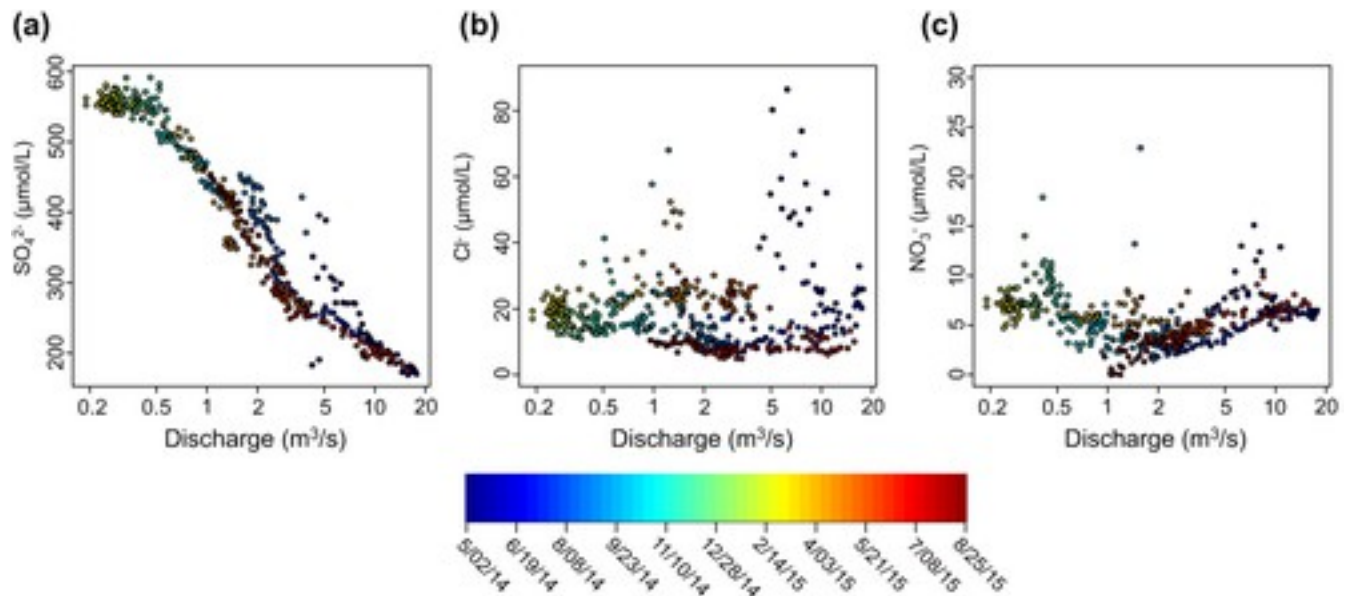 (a)
(b)
(c)
SO₄²⁻ (μmol/L)
600
500
400
300
200
0.2 0.5 1 2 5 10 20
Discharge (m³/s)
Cl⁻ (μmol/L)
80
60
40
20
0
0.2 0.5 1 2 5 10 20
Discharge (m³/s)
NO₃⁻ (μmol/L)
30
25
20
15
10
5
0
0.2 0.5 1 2 5 10 20
Discharge (m³/s)
5/02/14
6/19/14
8/08/14
9/23/14
11/10/14
12/28/14
2/14/15
4/03/15
5/21/15
7/08/15
8/25/15